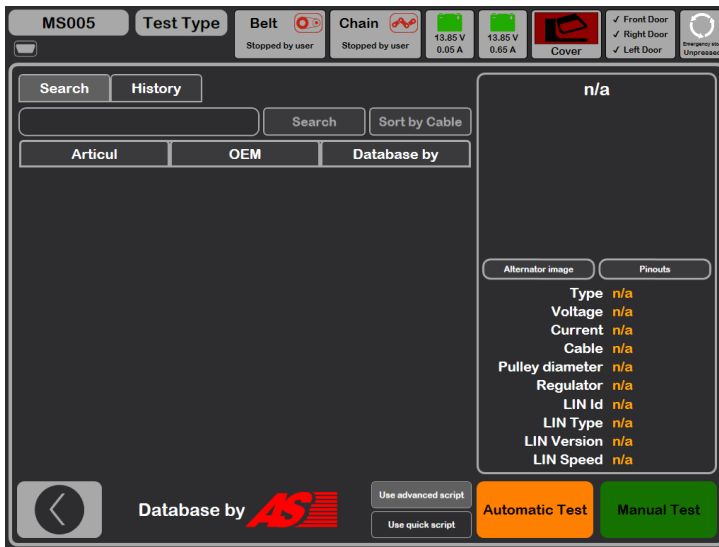 MS005
Test Type
Belt
Stopped by user
Chain
Stopped by user
13.85 V
0.05 A
13.85 V
0.65 A
Cover
✓ Front Door
✓ Right Door
✓ Left Door
Emergency sto
Unpressed
Search
History
Search
Sort by Cable
Articul
OEM
Database by
n/a
Alternator image
Pinouts
Type n/a
Voltage n/a
Current n/a
Cable n/a
Pulley diameter n/a
Regulator n/a
LIN Id n/a
LIN Type n/a
LIN Version n/a
LIN Speed n/a
Database by AS
Use advanced script
Use quick script
Automatic Test
Manual Test